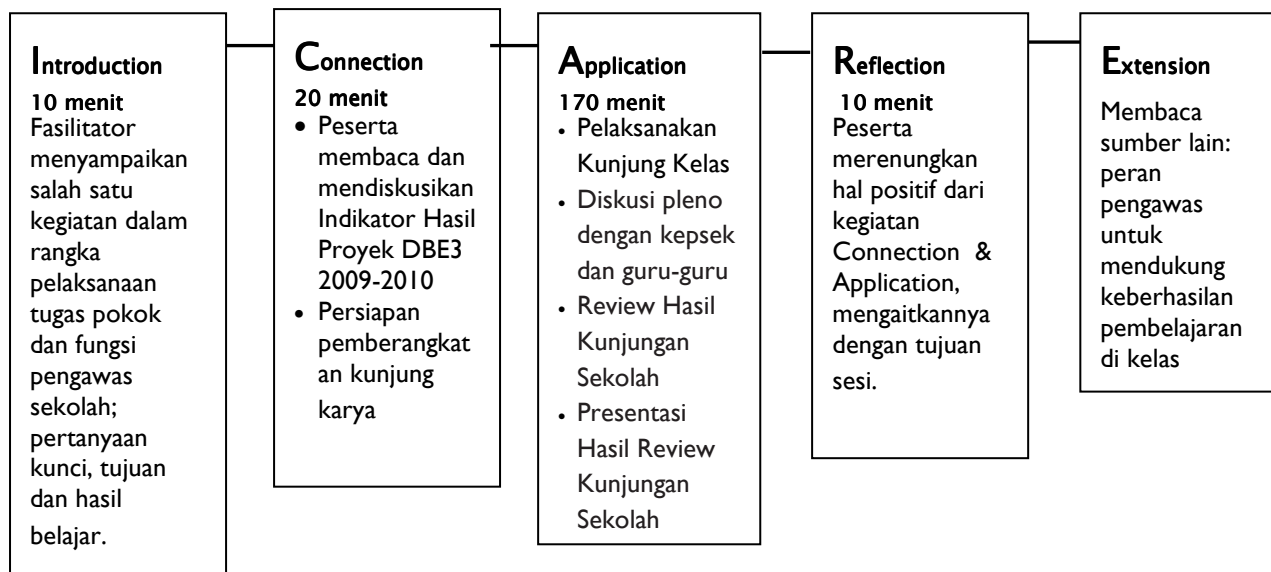 Introduction
10 menit
Fasilitator
menyampaikan
salah satu
kegiatan dalam
rangka
pelaksanaan
tugas pokok
dan fungsi
pengawas
sekolah;
pertanyaan
kunci, tujuan
dan hasil
belajar.
Connection
20 menit
• Peserta
membaca dan
mendiskusikan
Indikator Hasil
Proyek DBE3
2009-2010
• Persiapan
pemberangkat
an kunjung
karya
Application
170 menit
• Pelaksanakan
Kunjung Kelas
• Diskusi pleno
dengan kepsek
dan guru-guru
• Review Hasil
Kunjungan
Sekolah
• Presentasi
Hasil Review
Kunjungan
Sekolah
Reflection
10 menit
Peserta
merenungkan
hal positif dari
kegiatan
Connection &
Application,
mengaitkannya
dengan tujuan
sesi.
Extension
Membaca
sumber lain:
peran
pengawas
untuk
mendukung
keberhasilan
pembelajaran
di kelas